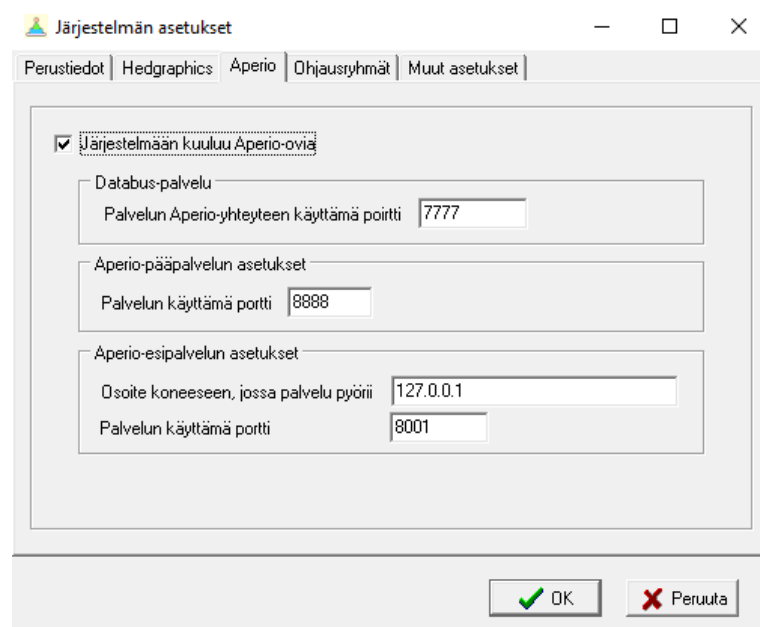 Järjestelmän asetukset
Perustiedot Hedgraphics Aperio Ohjausryhmät Muut asetukset
Järjestelmään kuuluu Aperio-ovia
Databus-palvelu
Palvelun Aperio-yhteyteen käyttämä poirtti 7777
Aperio-pääpalvelun asetukset
Palvelun käyttämä portti 8888
Aperio-esipalvelun asetukset
Osoite koneeseen, jossa palvelu pyörii 127.0.0.1
Palvelun käyttämä portti 8001
OK Peruuta